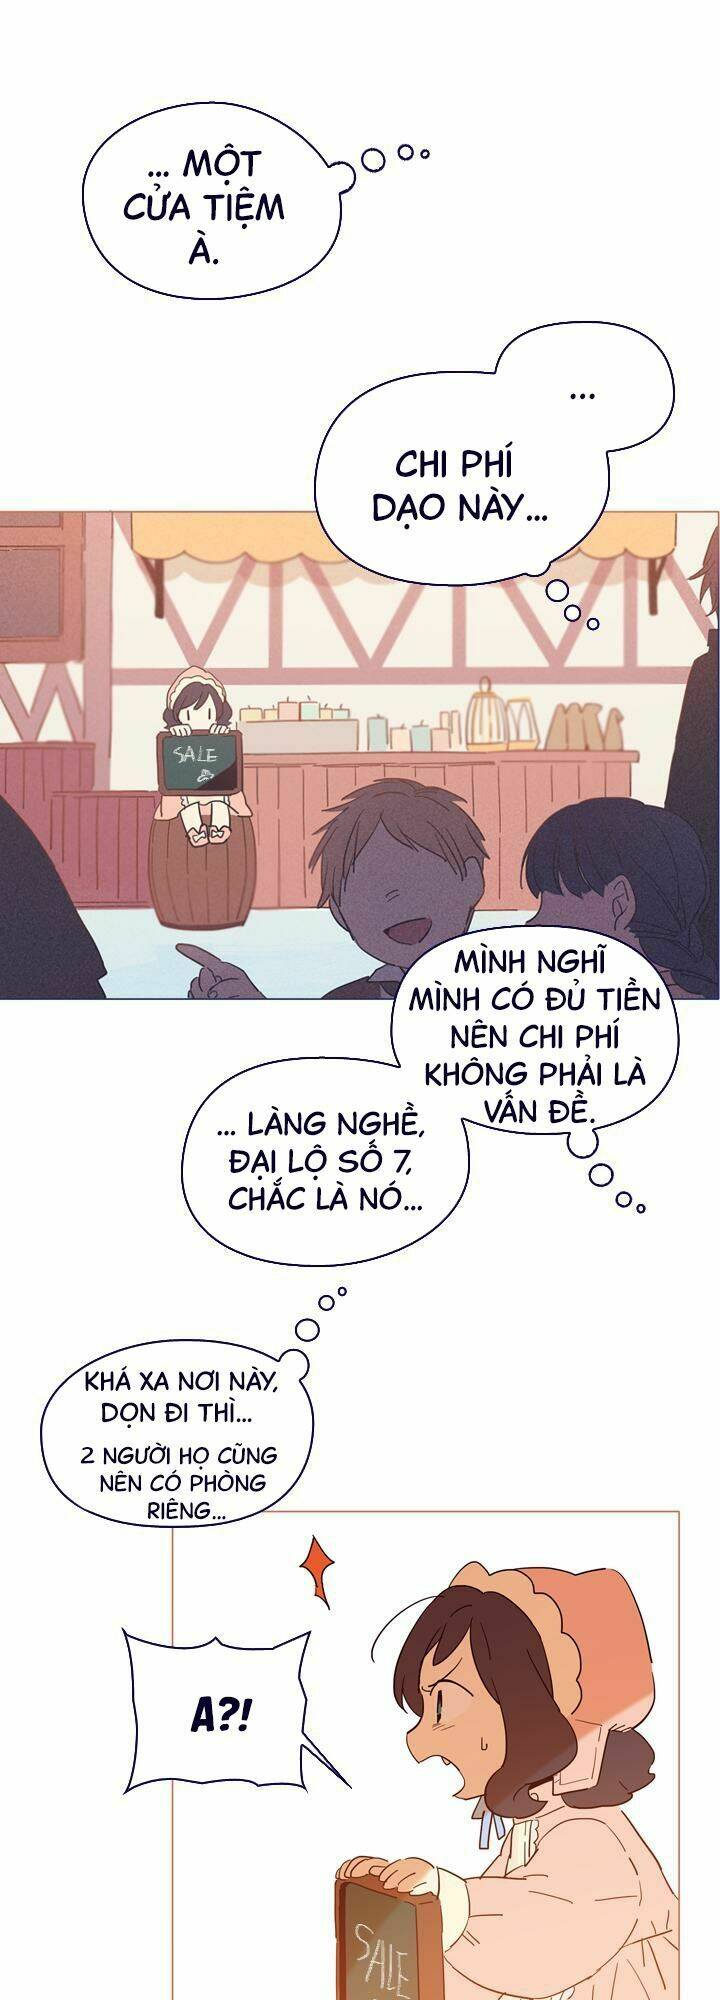 ... MỘT
CỬA TIỆM
À.
...
CHI PHÍ
DẠO NÀY...
SALE
MÌNH NGHĨ
MÌNH CÓ ĐỦ TIỀN
NÊN CHI PHÍ
KHÔNG PHẢI LÀ
VẤN ĐỀ.
... LÀNG NGHỀ,
ĐẠI LỘ SỐ 7,
CHẮC LÀ NÓ...
KHÁ XA NƠI NÀY,
DỌN ĐI THÌ...
2 NGƯỜI HỌ CŨNG
NÊN CÓ PHÒNG
RIÊNG...
A?!
SALE